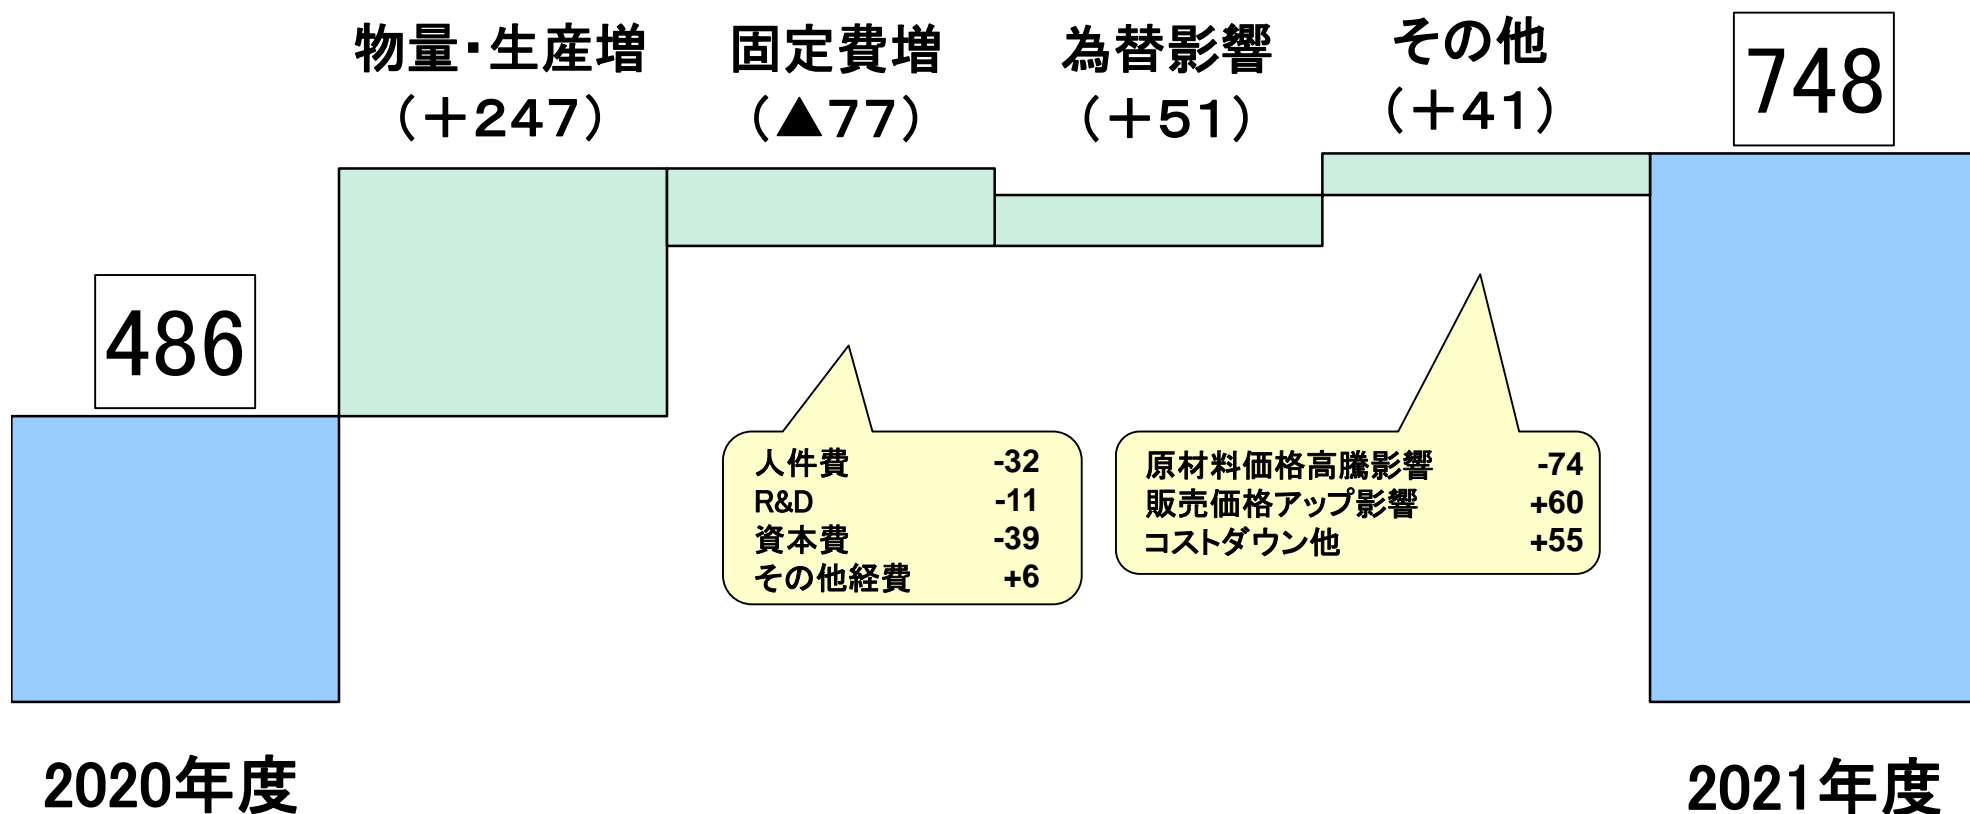 物量・生産増
（＋247）
固定費増
（▲77）
為替影響
（＋51）
その他
（＋41）
748
486
人件費 -32
R&D -11
資本費 -39
その他経費 +6
原材料価格高騰影響 -74
販売価格アップ影響 +60
コストダウン他 +55
2020年度
2021年度